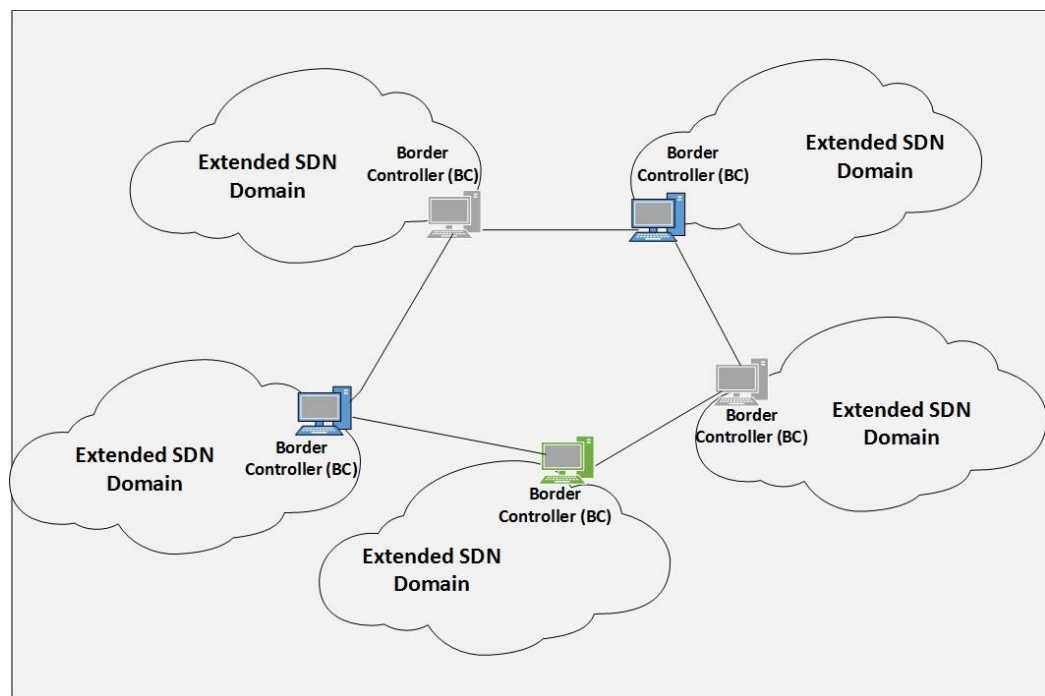 Extended SDN
Domain
Border
Controller (BC)
Border
Controller (BC)
Extended SDN
Domain
Extended SDN
Domain
Border
Controller (BC)
Border
Controller (BC)
Extended SDN
Domain
Border
Controller (BC)
Extended SDN
Domain